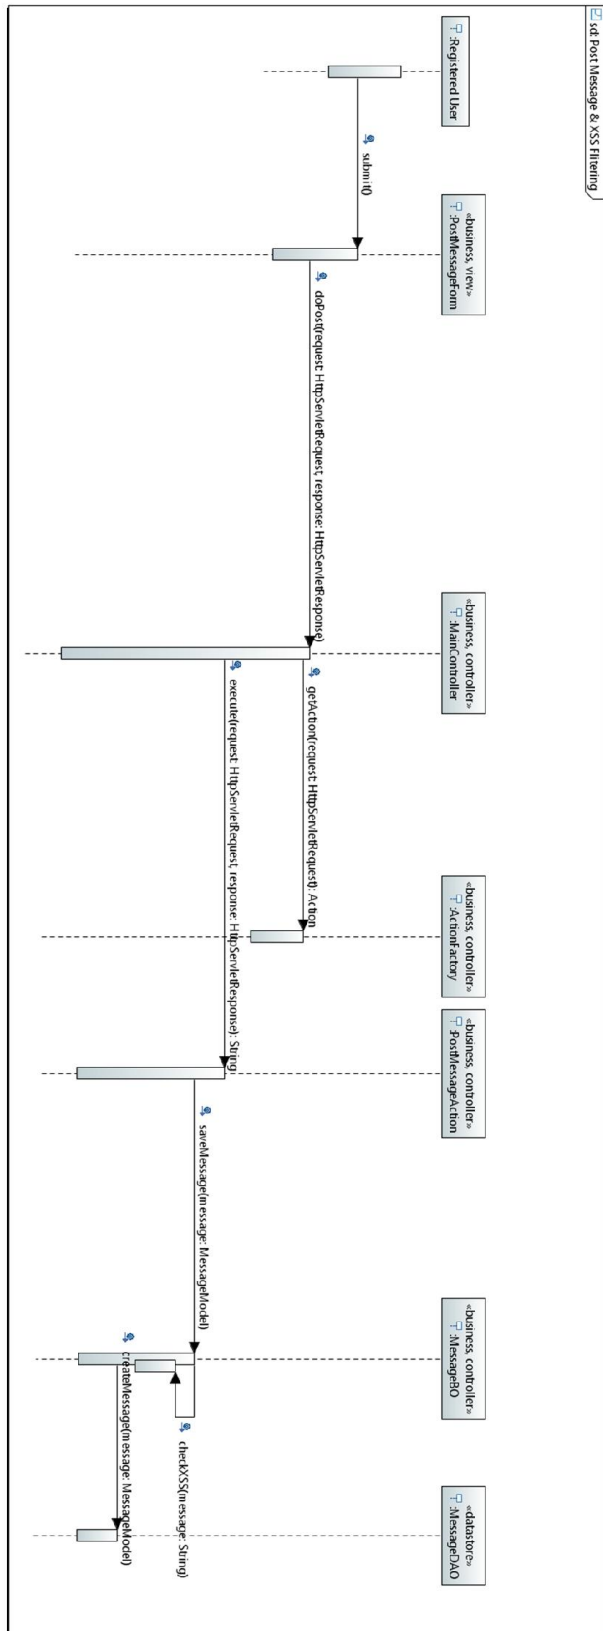 sd: Post Message & XSS Flitering
:Registered User
«business, view»
:PostMessageForm
«business, controller»
:MainController
«business, controller»
:ActionFactory
«business, controller»
:PostMessageAction
«business, controller»
:MessageBO
«datastore»
:MessageDAO
submit()
doPost(request: HttpServletRequest, response: HttpServletResponse)
getAction(request: HttpServletRequest): Action
execute(request: HttpServletRequest, response: HttpServletResponse): String
saveMessage(message: MessageModel)
checkXSS(message: String)
createMessage(message: MessageModel)